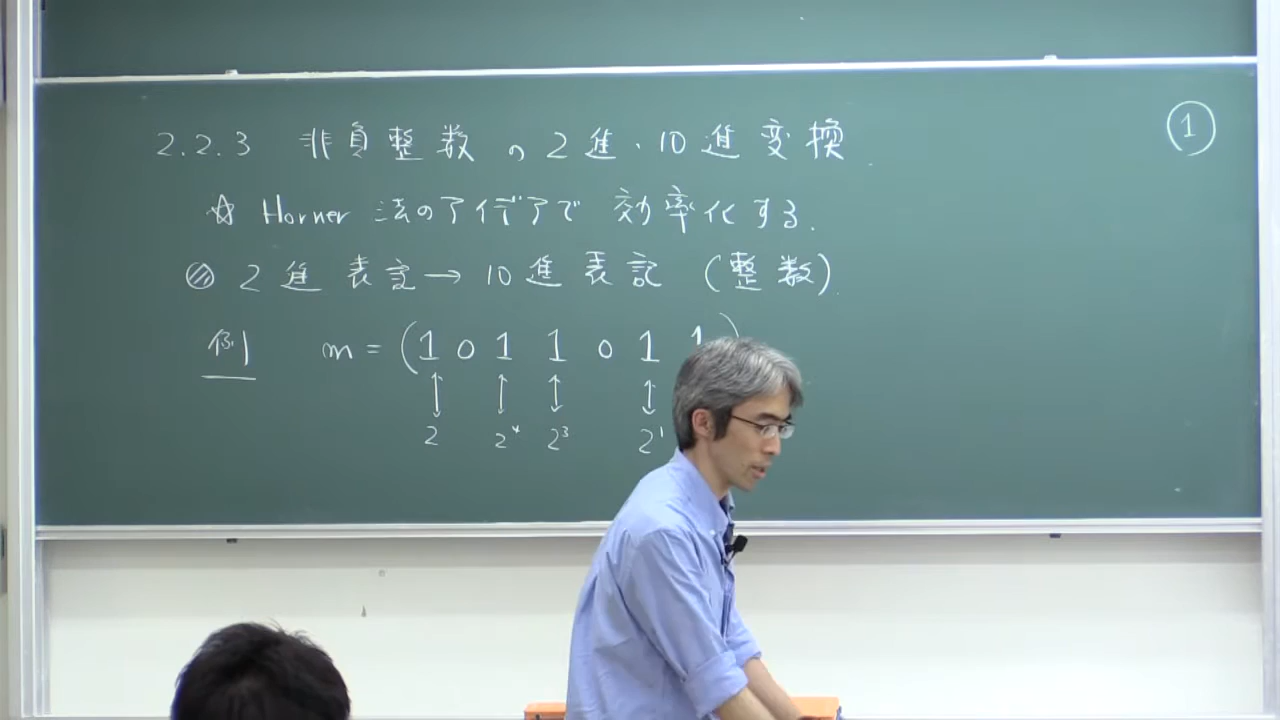 ①
2.2.3 非負整数の2進・10進変換
☆ Horner 法のアイデアで 効率化する.
2進表記→10進表記 (整数)
例 m = (1 0 1 1 0 1 1)
↕ ↕ ↕ ↕
2 2⁴ 2³ 2¹